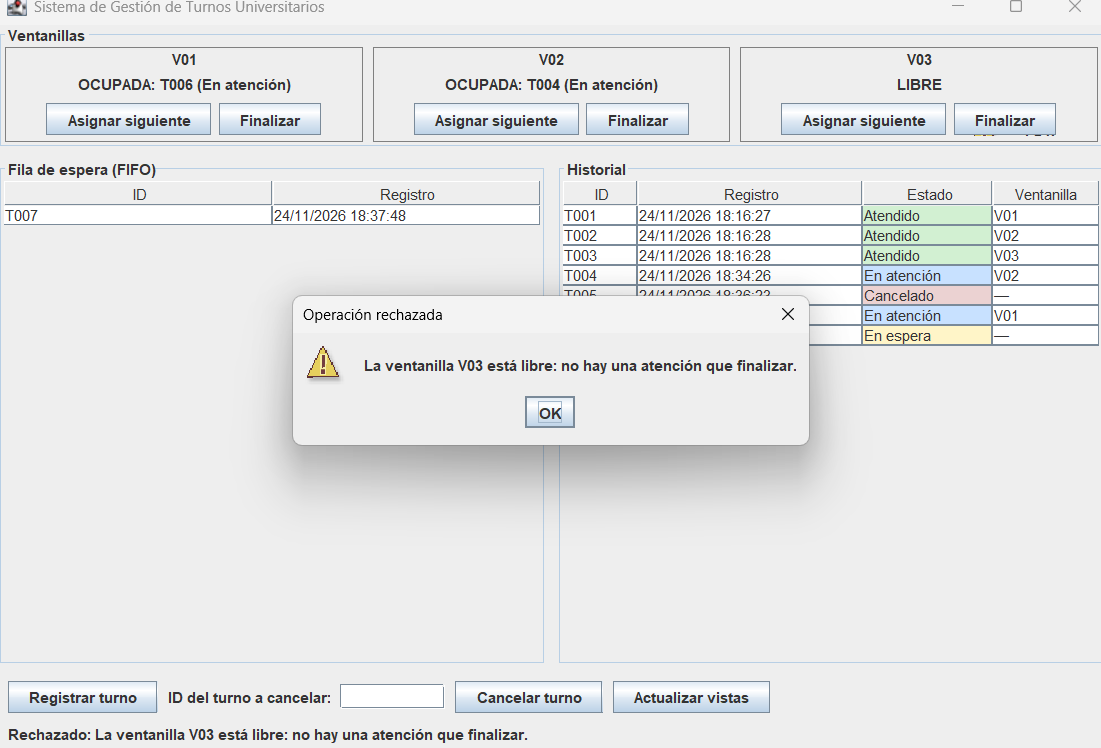 Sistema de Gestión de Turnos Universitarios
Ventanillas
V01
OCUPADA: T006 (En atención)
Asignar siguiente Finalizar
V02
OCUPADA: T004 (En atención)
Asignar siguiente Finalizar
V03
LIBRE
Asignar siguiente Finalizar
Fila de espera (FIFO)
ID Registro
T007 24/11/2026 18:37:48
Historial
ID Registro Estado Ventanilla
T001 24/11/2026 18:16:27 Atendido V01
T002 24/11/2026 18:16:28 Atendido V02
T003 24/11/2026 18:16:28 Atendido V03
T004 24/11/2026 18:34:26 En atención V02
T005 24/11/2026 Cancelado —
En atención V01
En espera —
Operación rechazada
La ventanilla V03 está libre: no hay una atención que finalizar.
OK
Registrar turno ID del turno a cancelar: Cancelar turno Actualizar vistas
Rechazado: La ventanilla V03 está libre: no hay una atención que finalizar.